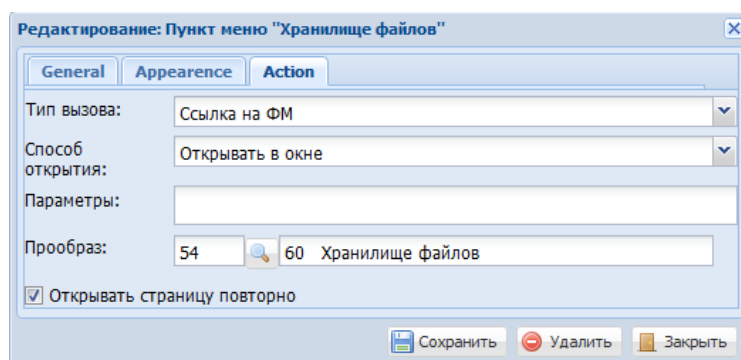 Редактирование: Пункт меню "Хранилище файлов"
General Appearence Action
Тип вызова: Ссылка на ФМ
Способ открытия: Открывать в окне
Параметры:
Прообраз: 54 60 Хранилище файлов
Открывать страницу повторно
Сохранить Удалить Закрыть